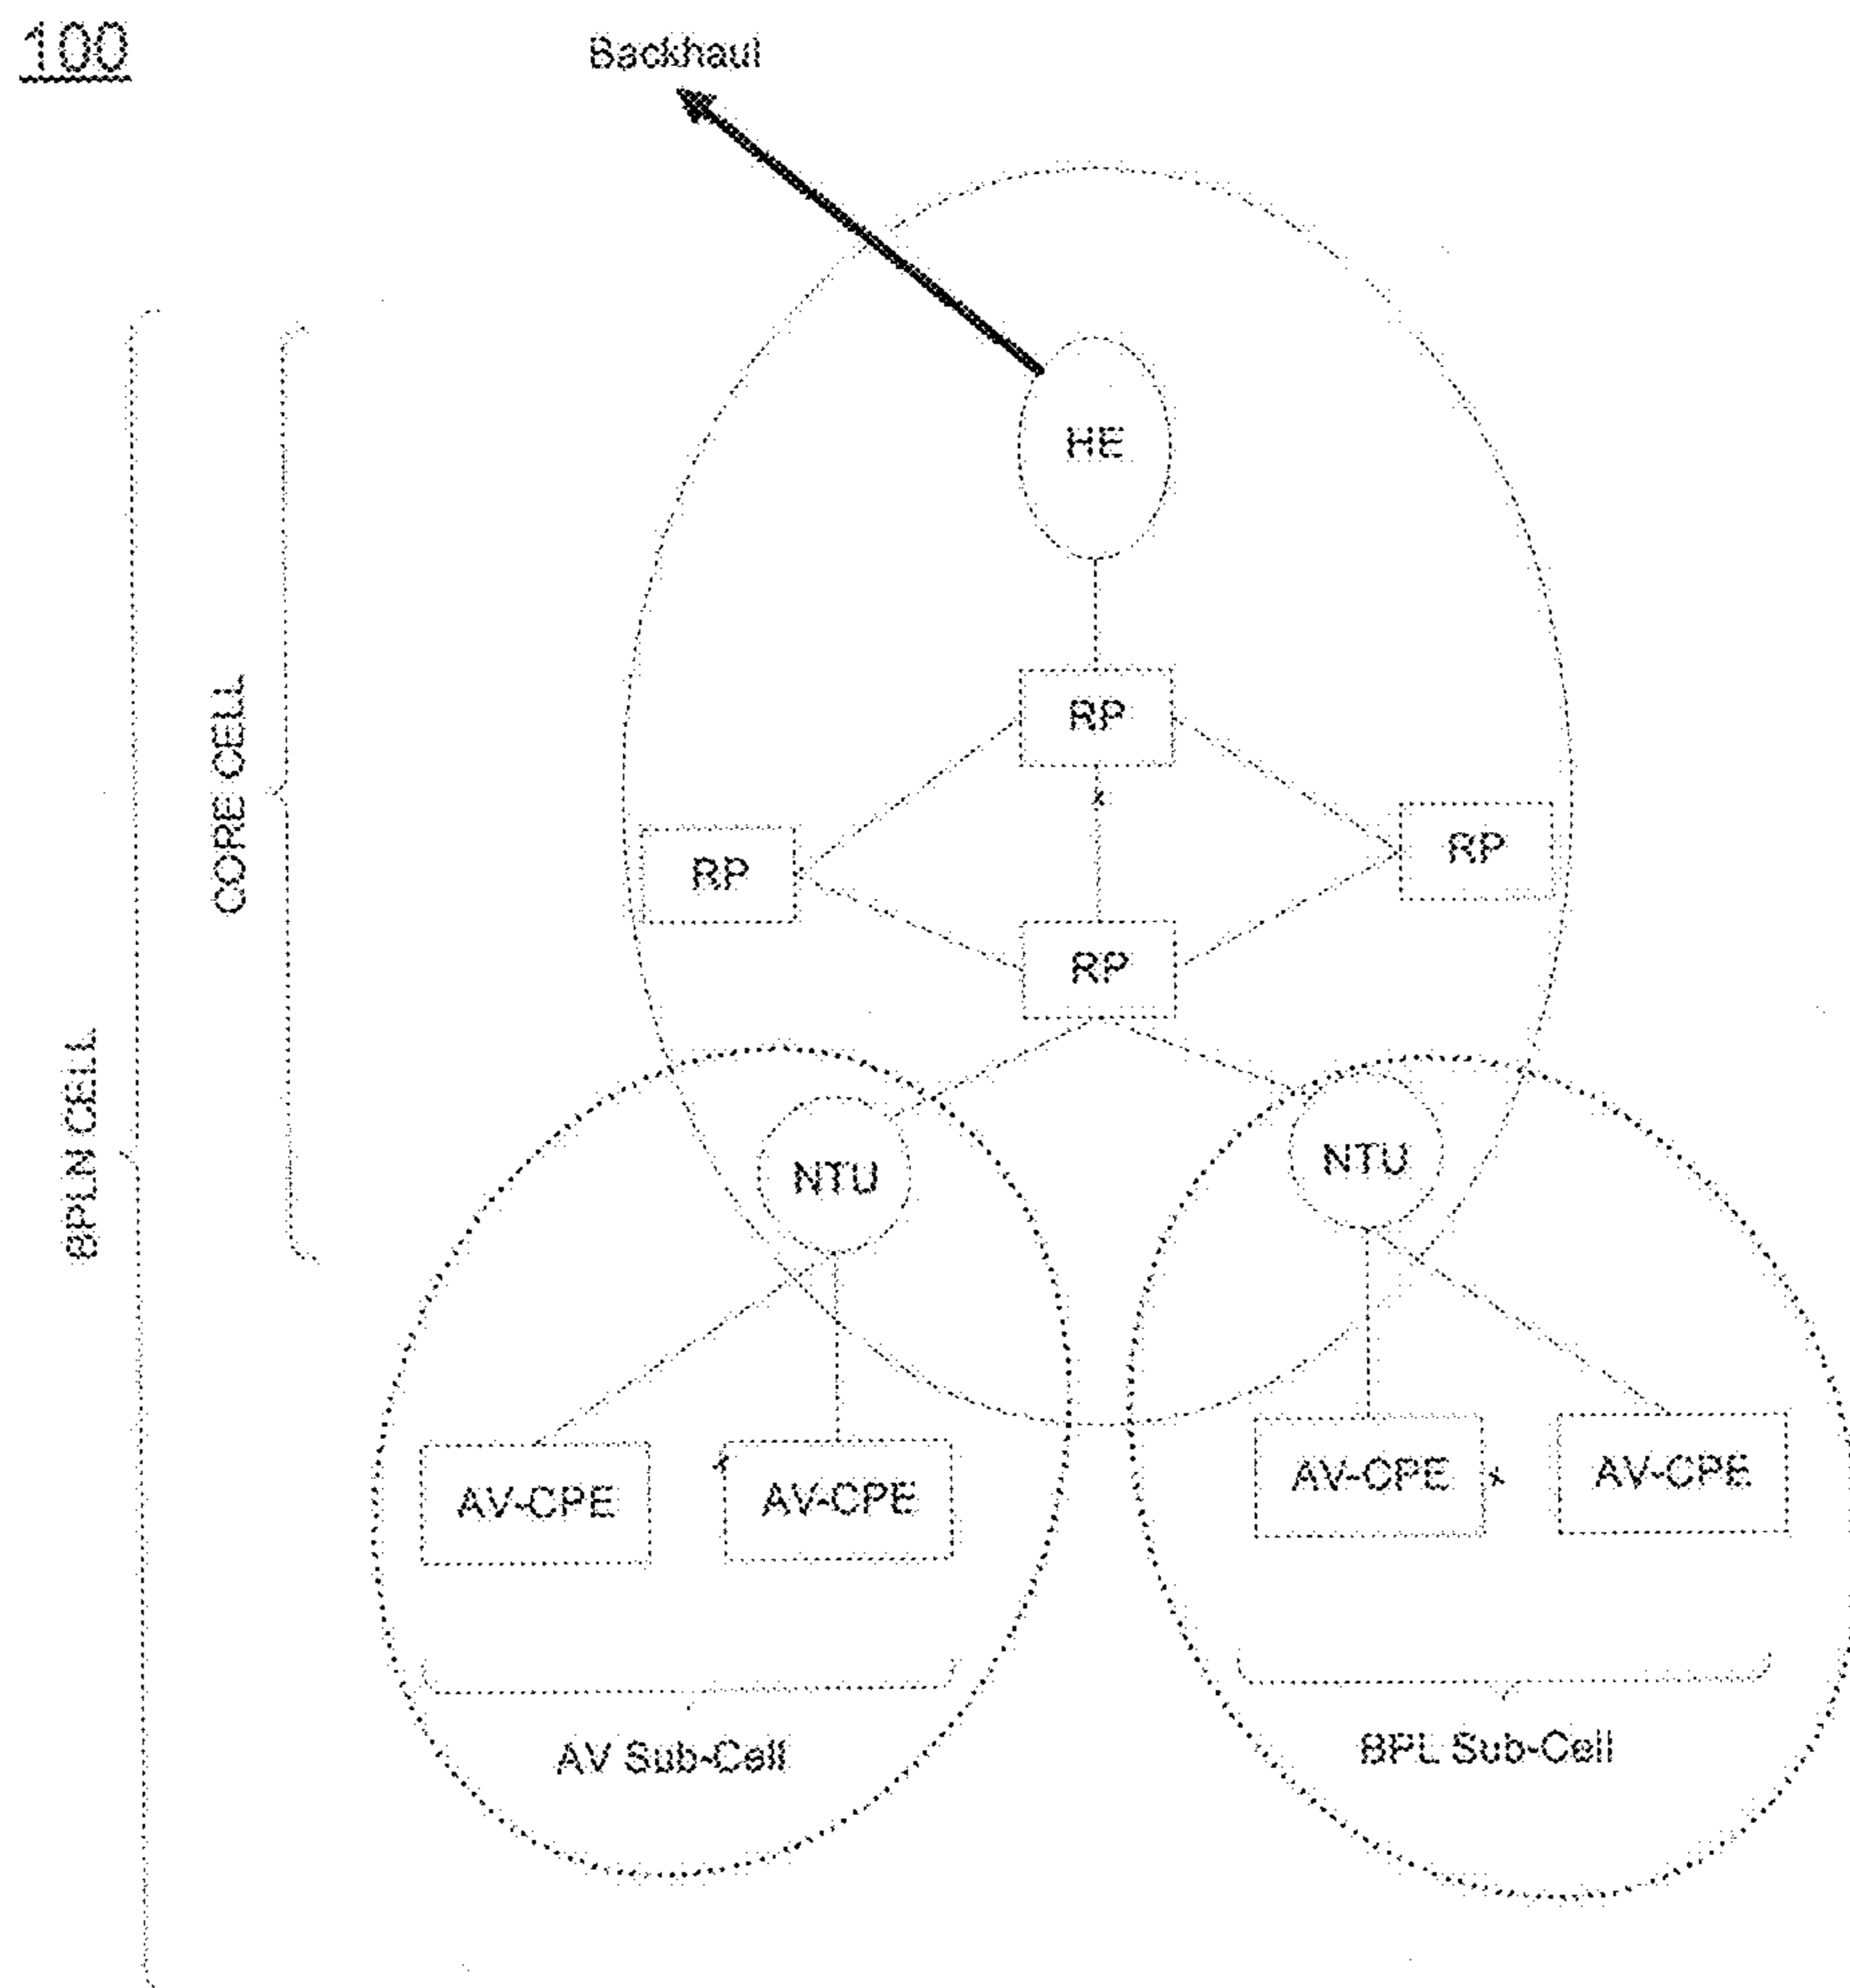 100
Backhaul
HE
RP
RP
RP
RP
CORE CELL
BPLN CELL
NTU
NTU
AV-CPE
AV-CPE
AV-CPE
AV-CPE
AV Sub-Cell
BPL Sub-Cell